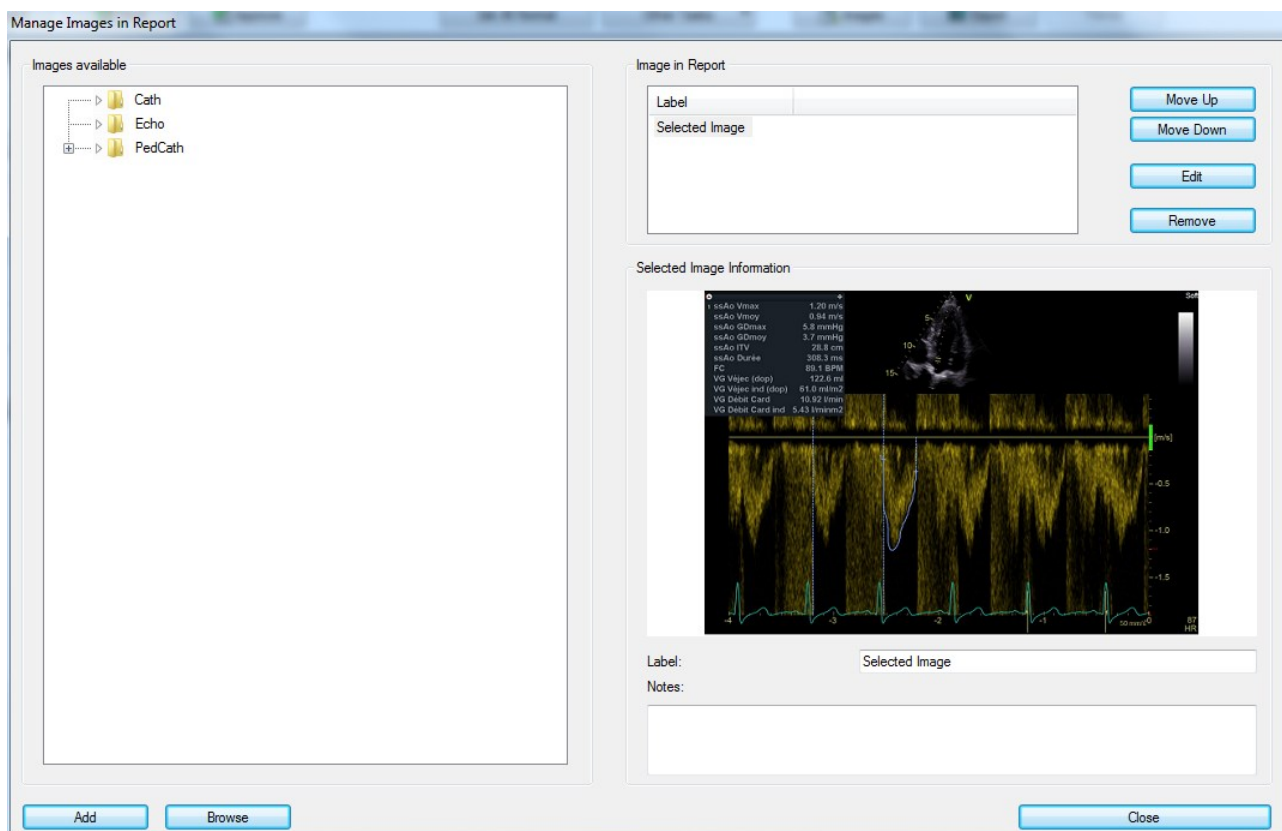 Manage Images in Report
Images available
Cath
Echo
PedCath
Image in Report
Label
Selected Image
Move Up
Move Down
Edit
Remove
Selected Image Information
1 ssAo Vmax 1.20 m/s
ssAo Vmoy 0.94 m/s
ssAo GDmax 5.8 mmHg
ssAo GDmoy 3.7 mmHg
ssAo ITV 28.8 cm
ssAo Durée 308.3 ms
FC 89.1 BPM
VG Véjec (dop) 122.6 ml
VG Véjec ind (dop) 61.0 ml/m2
VG Débit Card 10.92 l/min
VG Débit Card ind 5.43 l/minm2
V
Soft
5
10
15
[m/s]
-0.5
-1.0
-1.5
-4 -3 -2 -1 0
50 mm/s
87
HR
Label: Selected Image
Notes:
Add Browse Close